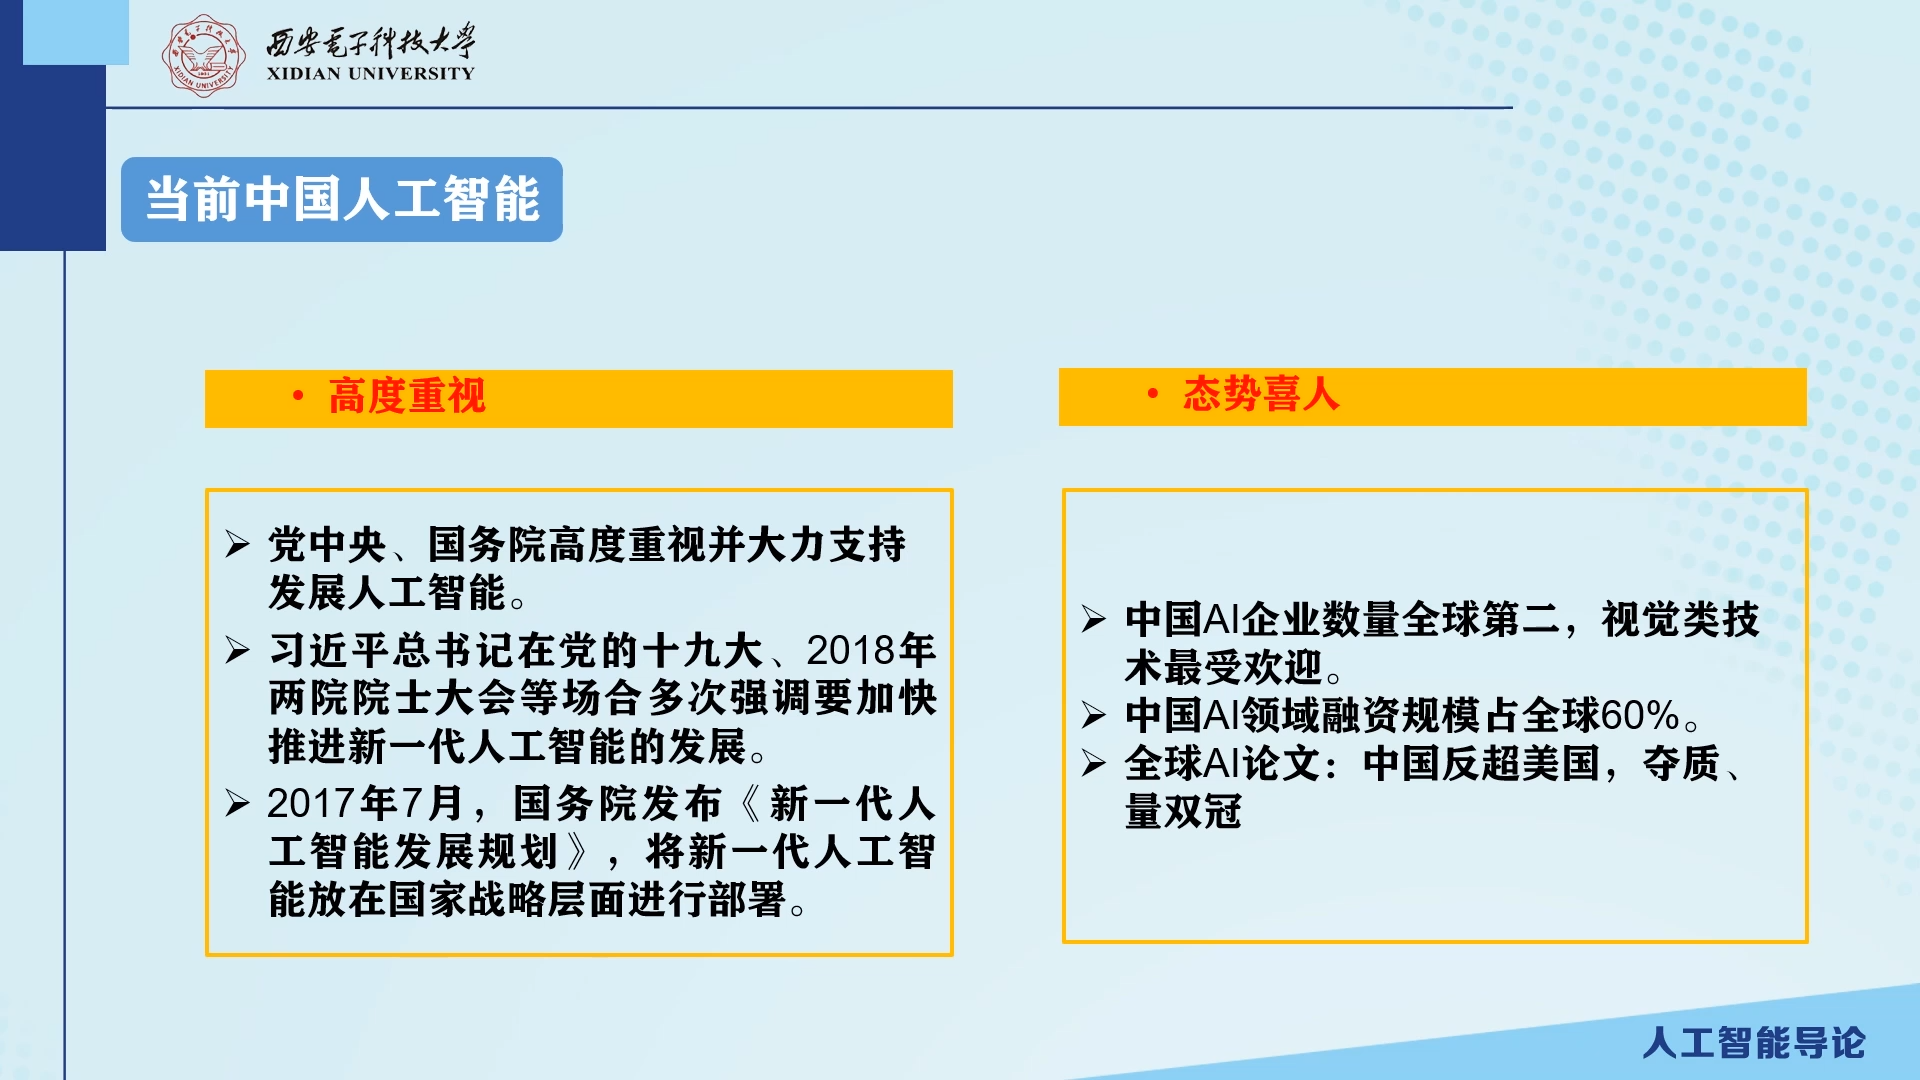 西安电子科技大学
XIDIAN UNIVERSITY
当前中国人工智能
• 高度重视
党中央、国务院高度重视并大力支持
发展人工智能。
习近平总书记在党的十九大、2018年
两院院士大会等场合多次强调要加快
推进新一代人工智能的发展。
2017年7月，国务院发布《新一代人
工智能发展规划》，将新一代人工智
能放在国家战略层面进行部署。
• 态势喜人
中国AI企业数量全球第二，视觉类技
术最受欢迎。
中国AI领域融资规模占全球60%。
全球AI论文：中国反超美国，夺质、
量双冠
人工智能导论